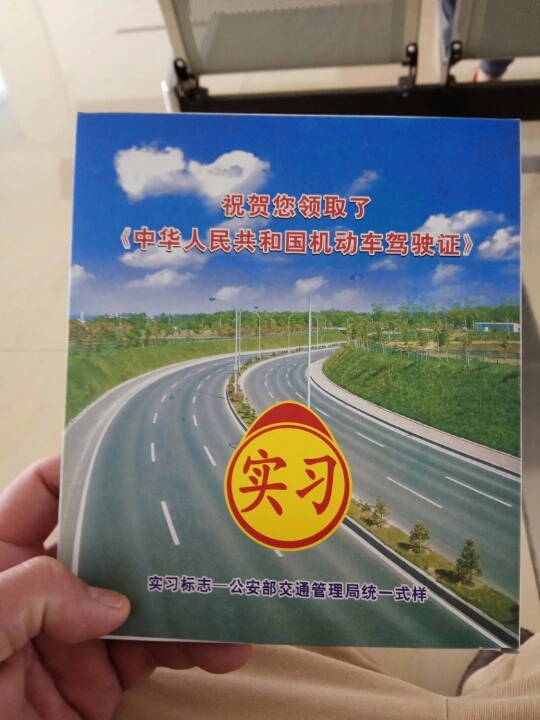 祝贺您领取了
《中华人民共和国机动车驾驶证》
实习
实习标志—公安部交通管理局统一式样